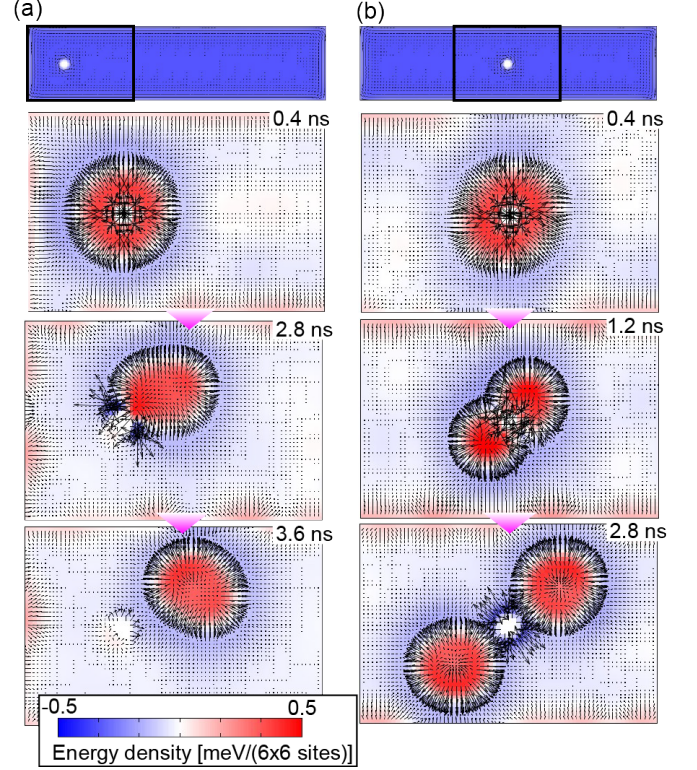 (a)
(b)
0.4 ns
0.4 ns
2.8 ns
1.2 ns
3.6 ns
2.8 ns
-0.5
0.5
Energy density [meV/(6x6 sites)]